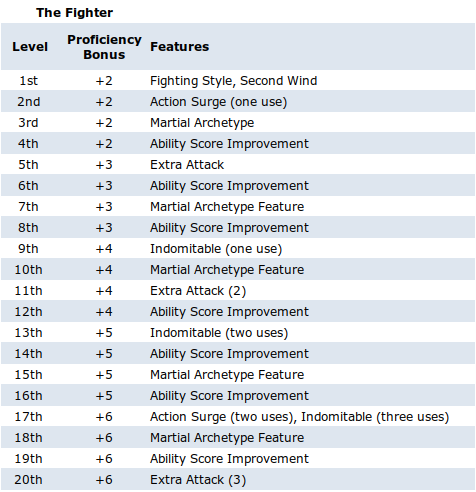 The Fighter
Level Proficiency Bonus Features
1st +2 Fighting Style, Second Wind
2nd +2 Action Surge (one use)
3rd +2 Martial Archetype
4th +2 Ability Score Improvement
5th +3 Extra Attack
6th +3 Ability Score Improvement
7th +3 Martial Archetype Feature
8th +3 Ability Score Improvement
9th +4 Indomitable (one use)
10th +4 Martial Archetype Feature
11th +4 Extra Attack (2)
12th +4 Ability Score Improvement
13th +5 Indomitable (two uses)
14th +5 Ability Score Improvement
15th +5 Martial Archetype Feature
16th +5 Ability Score Improvement
17th +6 Action Surge (two uses), Indomitable (three uses)
18th +6 Martial Archetype Feature
19th +6 Ability Score Improvement
20th +6 Extra Attack (3)